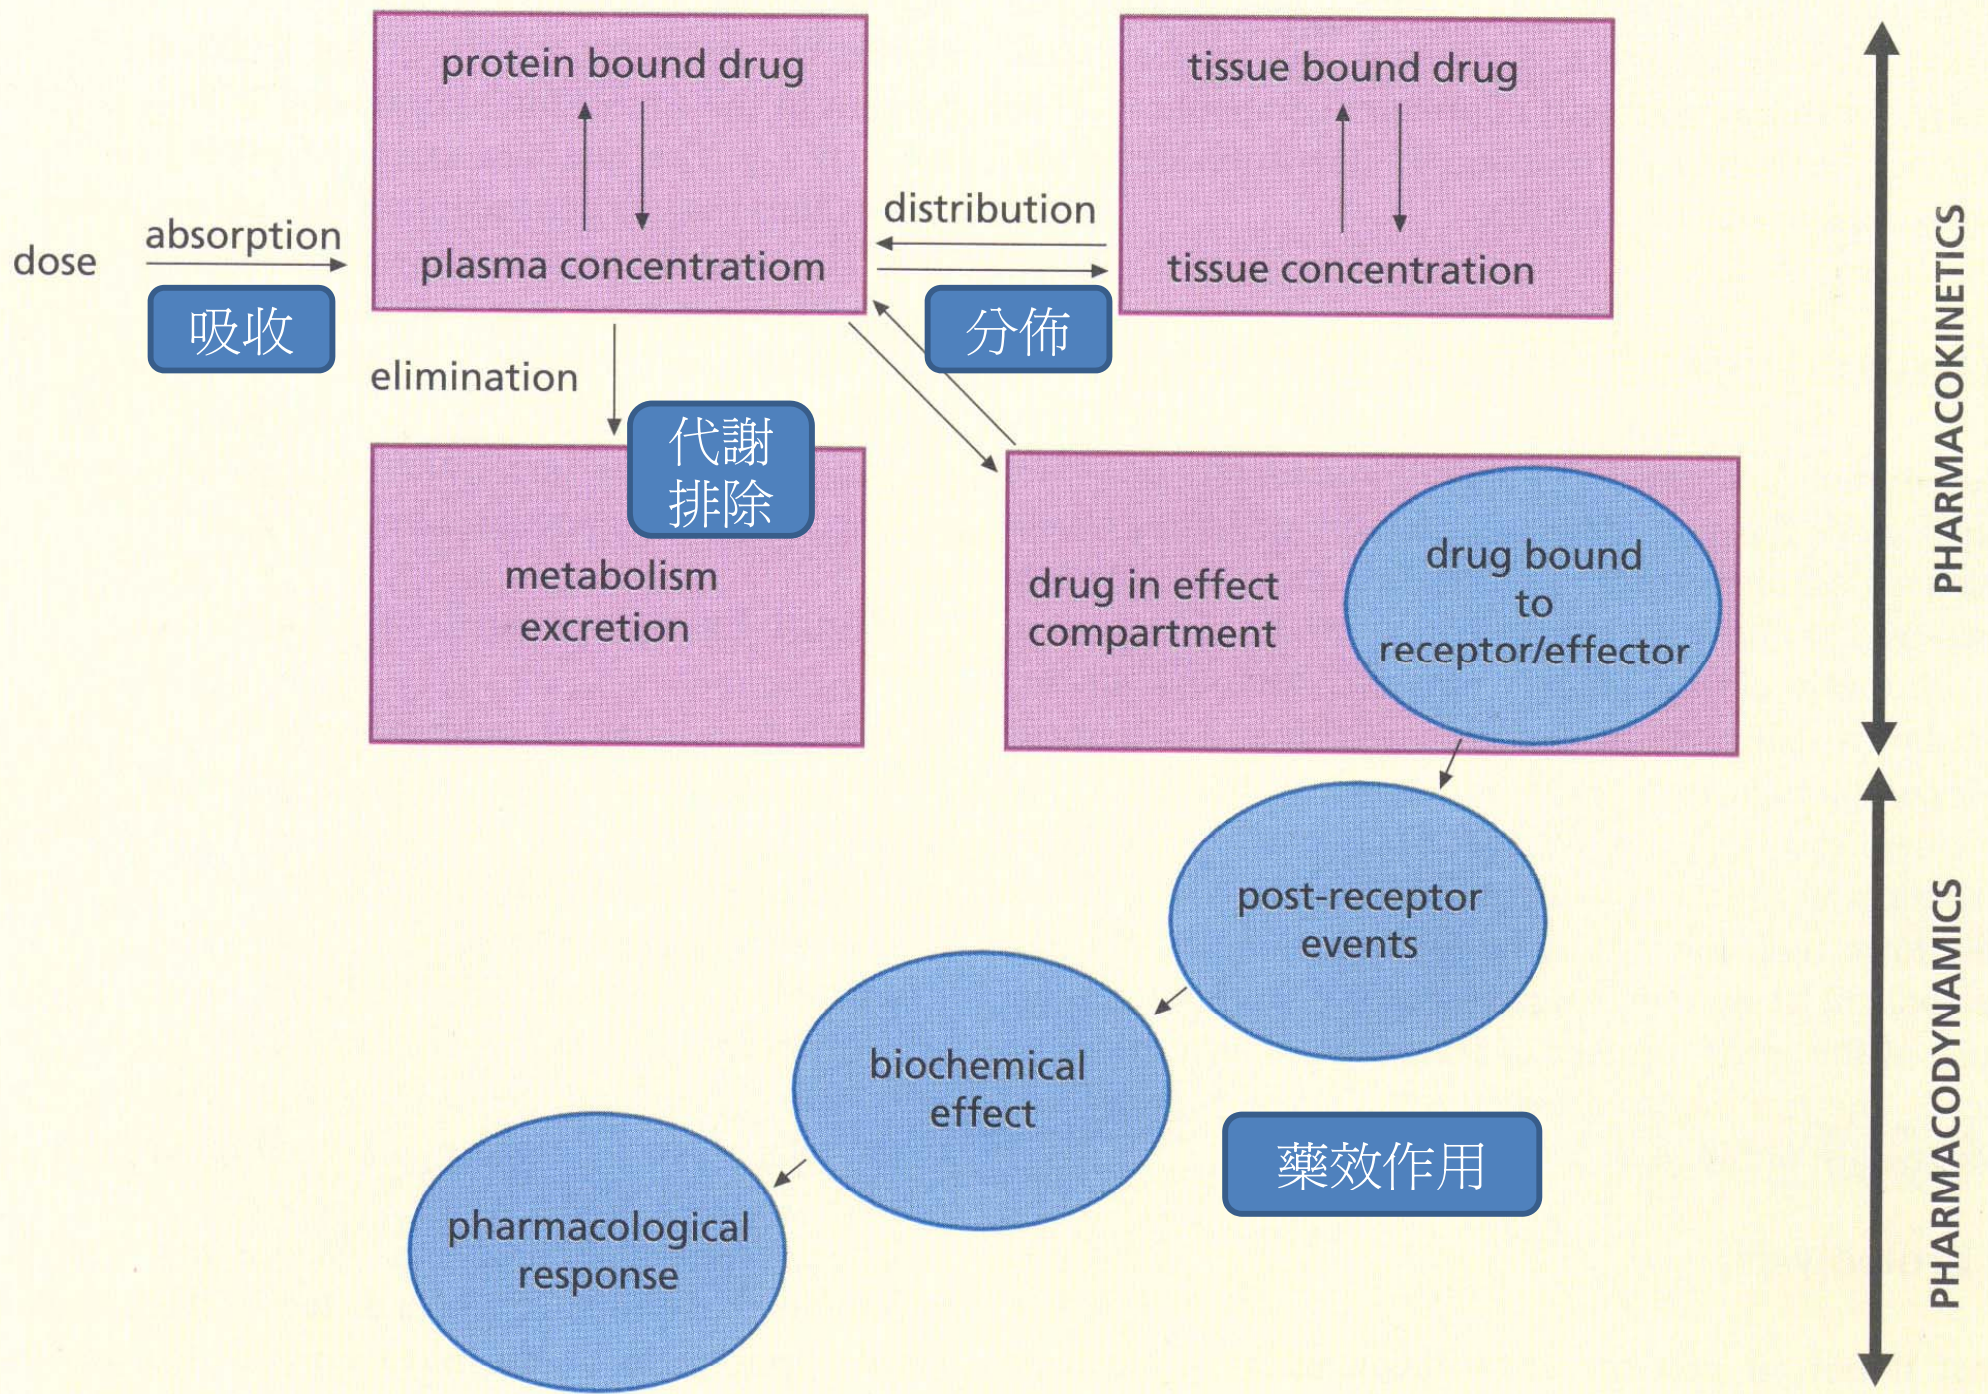 protein bound drug
tissue bound drug
dose
absorption
吸收
plasma concentratiom
distribution
分佈
tissue concentration
elimination
代謝
排除
metabolism
excretion
drug in effect
compartment
drug bound
to
receptor/effector
PHARMACOKINETICS
post-receptor
events
biochemical
effect
藥效作用
pharmacological
response
PHARMACODYNAMICS